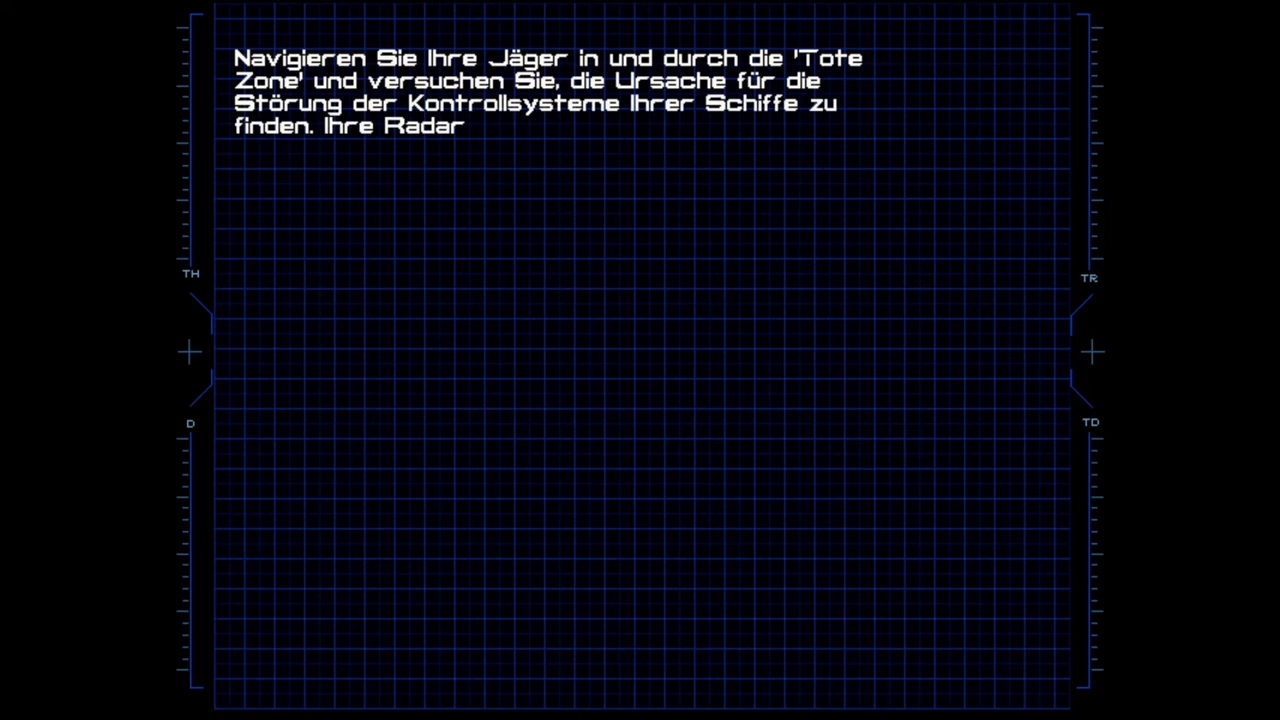 Navigieren Sie Ihre Jäger in und durch die 'Tote
Zone' und versuchen Sie, die Ursache für die
Störung der Kontrollsysteme Ihrer Schiffe zu
finden. Ihre Radar
TH
TR
D
TD